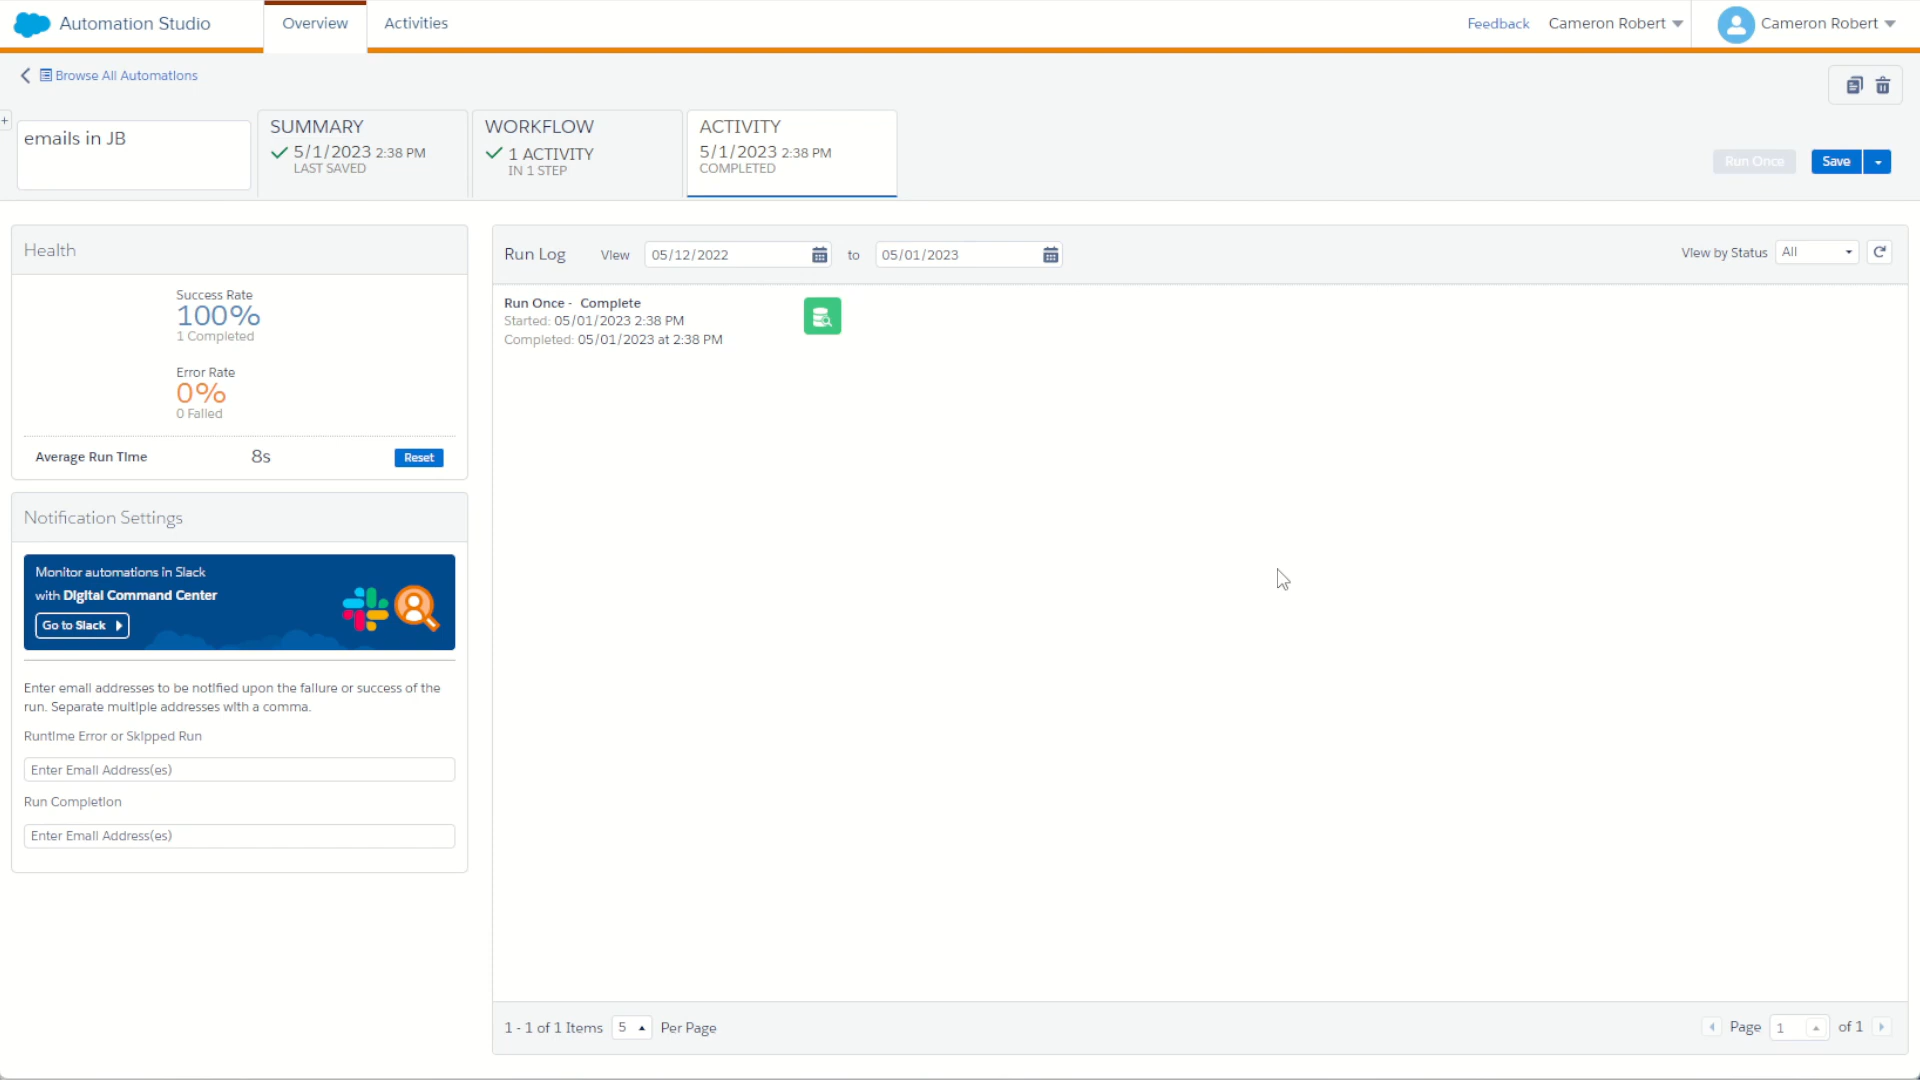 Automation Studio
Overview
Activities
Feedback
Cameron Robert
Cameron Robert
Browse All Automations
+
emails in JB
SUMMARY
5/1/2023 2:38 PM
LAST SAVED
WORKFLOW
1 ACTIVITY
IN 1 STEP
ACTIVITY
5/1/2023 2:38 PM
COMPLETED
Run Once
Save
Health
Success Rate
100%
1 Completed
Error Rate
0%
0 Failed
Average Run Time
8s
Reset
Notification Settings
Monitor automations in Slack
with Digital Command Center
Go to Slack
Enter email addresses to be notified upon the failure or success of the
run. Separate multiple addresses with a comma.
Runtime Error or Skipped Run
Enter Email Address(es)
Run Completion
Enter Email Address(es)
Run Log
View
05/12/2022
to
05/01/2023
View by Status
All
Run Once - Complete
Started: 05/01/2023 2:38 PM
Completed: 05/01/2023 at 2:38 PM
1 - 1 of 1 Items
5
Per Page
Page
1
of 1